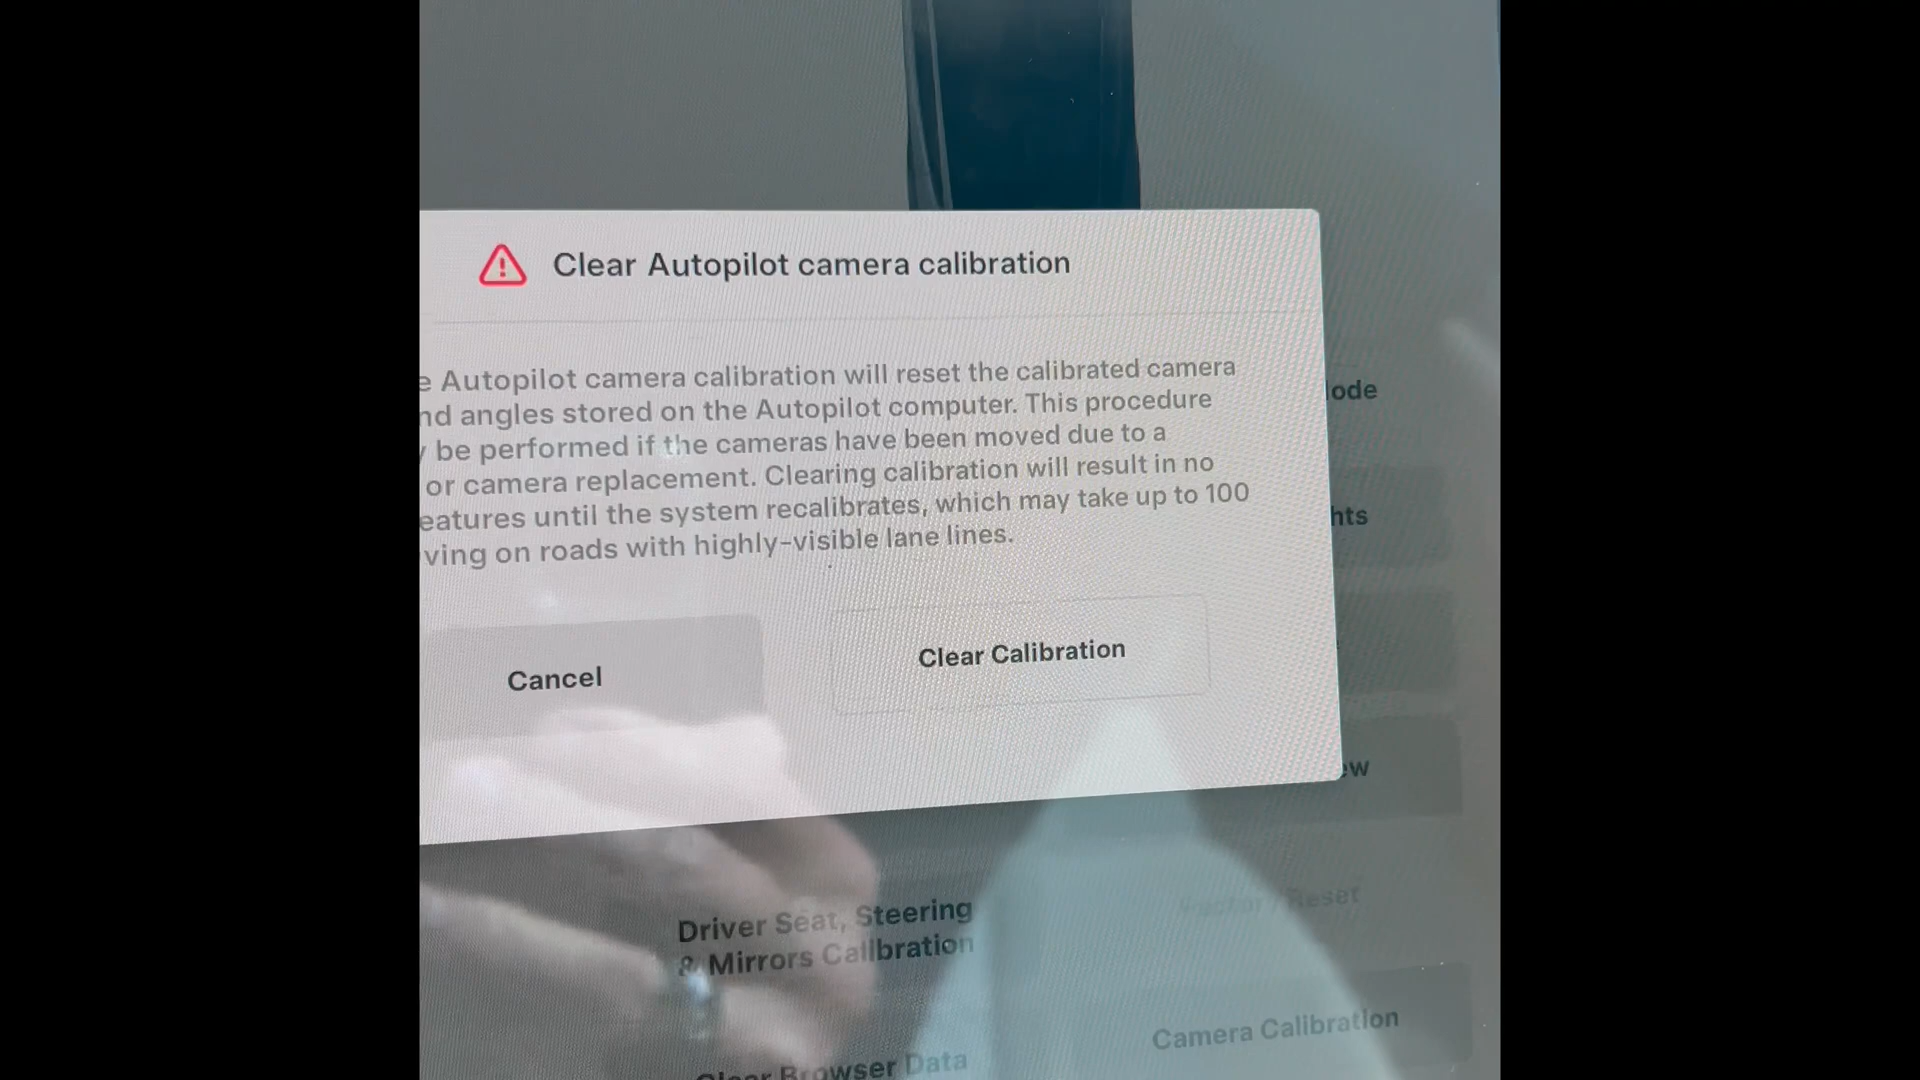 Clear Autopilot camera calibration
e Autopilot camera calibration will reset the calibrated camera
nd angles stored on the Autopilot computer. This procedure
be performed if the cameras have been moved due to a
or camera replacement. Clearing calibration will result in no
eatures until the system recalibrates, which may take up to 100
ving on roads with highly-visible lane lines.
Cancel
Clear Calibration
ode
hts
ew
Driver Seat, Steering
& Mirrors Calibration
Factory Reset
Camera Calibration
Clear Browser Data